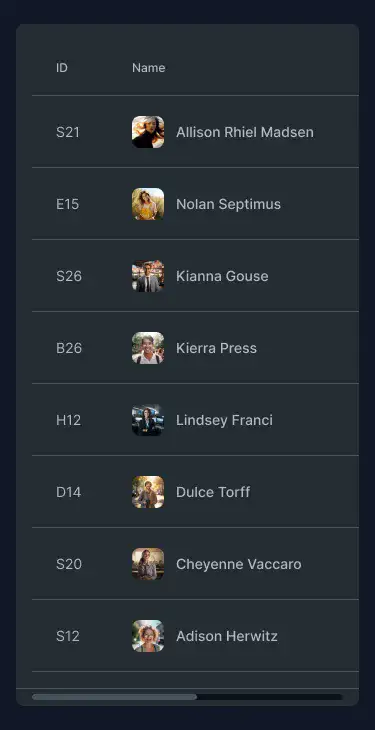 ID Name
S21 Allison Rhiel Madsen
E15 Nolan Septimus
S26 Kianna Gouse
B26 Kierra Press
H12 Lindsey Franci
D14 Dulce Torff
S20 Cheyenne Vaccaro
S12 Adison Herwitz